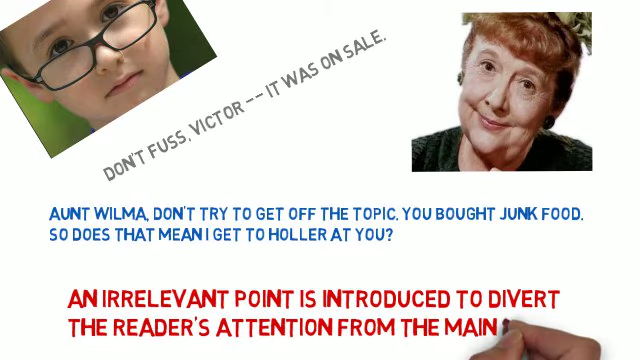 DON'T FUSS, VICTOR -- IT WAS ON SALE.
AUNT WILMA, DON'T TRY TO GET OFF THE TOPIC. YOU BOUGHT JUNK FOOD.
SO DOES THAT MEAN I GET TO HOLLER AT YOU?
AN IRRELEVANT POINT IS INTRODUCED TO DIVERT
THE READER'S ATTENTION FROM THE MAIN